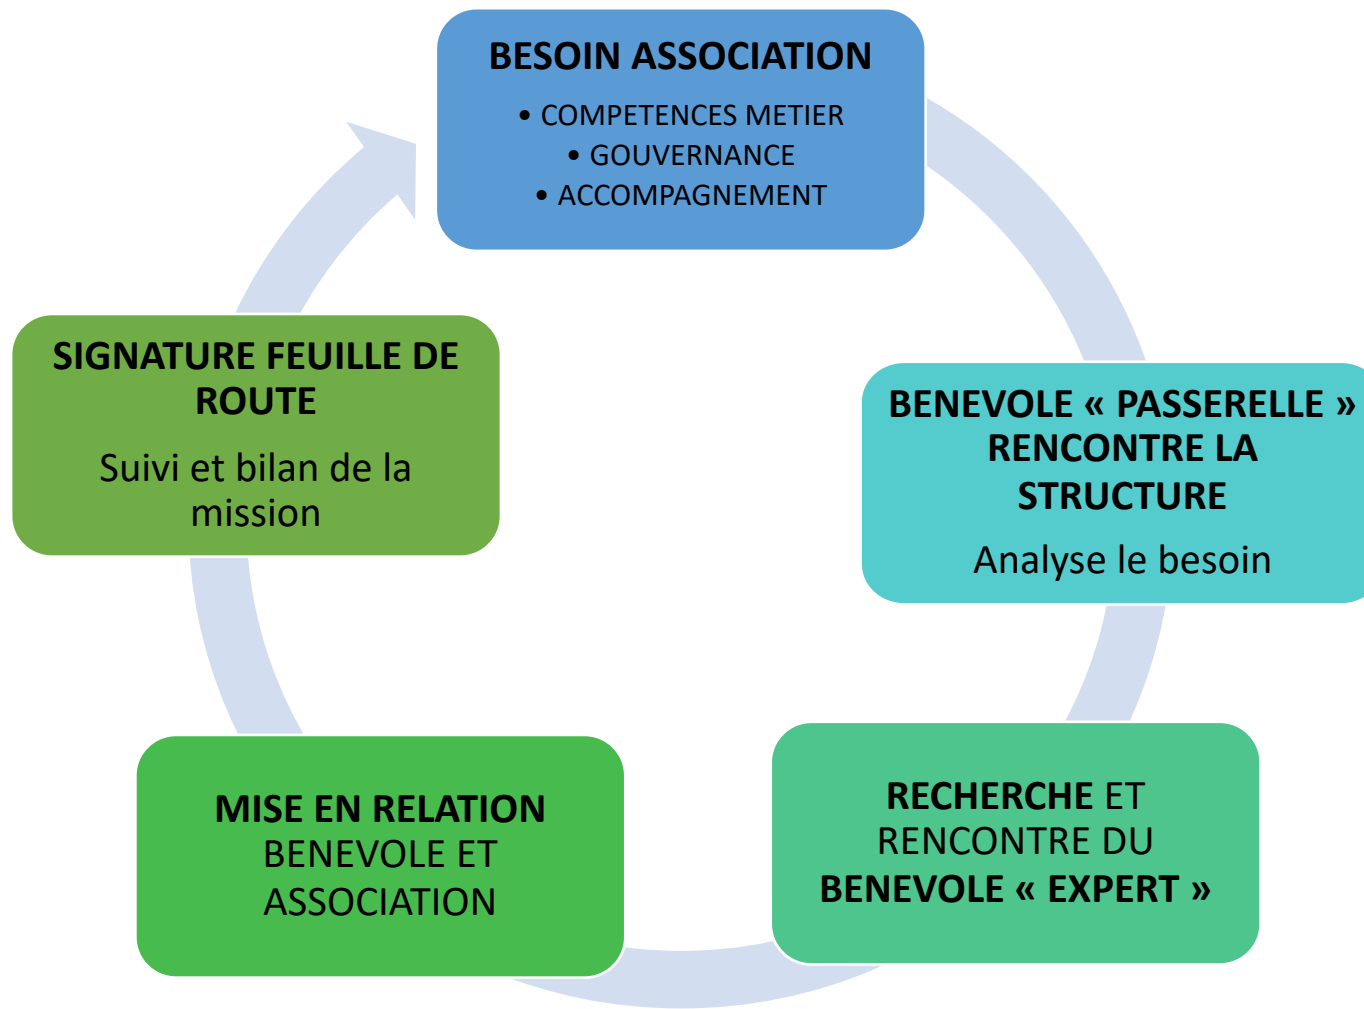 BESOIN ASSOCIATION
• COMPETENCES METIER
• GOUVERNANCE
• ACCOMPAGNEMENT
BENEVOLE « PASSERELLE »
RENCONTRE LA
STRUCTURE
Analyse le besoin
RECHERCHE ET
RENCONTRE DU
BENEVOLE « EXPERT »
MISE EN RELATION
BENEVOLE ET
ASSOCIATION
SIGNATURE FEUILLE DE
ROUTE
Suivi et bilan de la
mission